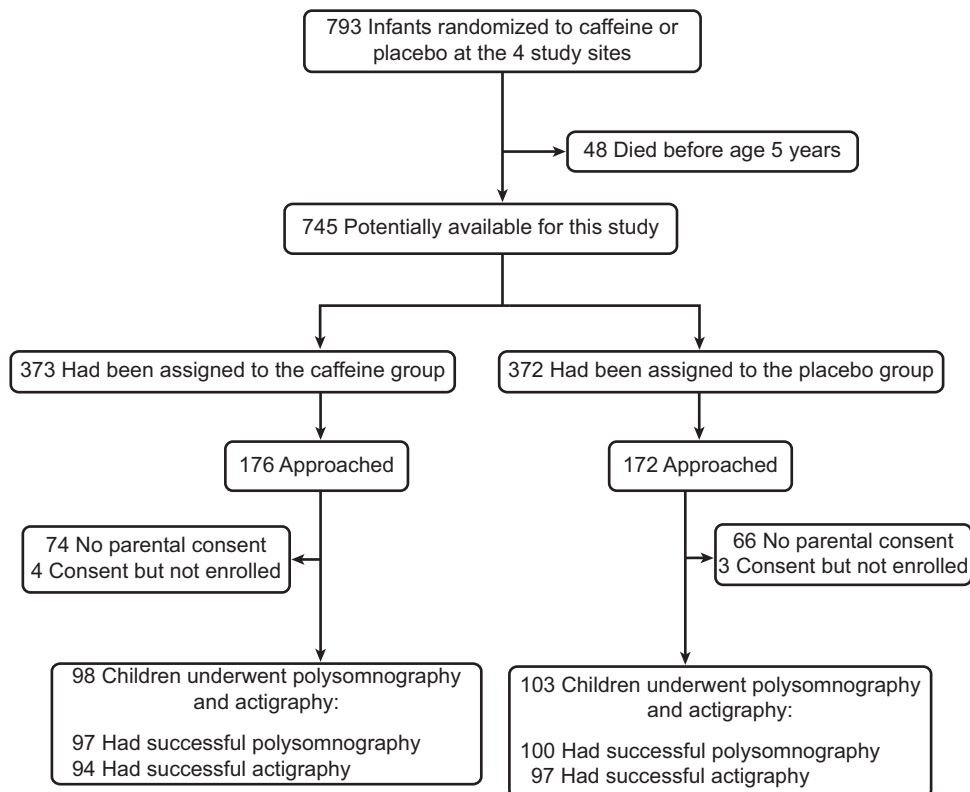 793 Infants randomized to caffeine or
placebo at the 4 study sites
48 Died before age 5 years
745 Potentially available for this study
373 Had been assigned to the caffeine group
372 Had been assigned to the placebo group
176 Approached
172 Approached
74 No parental consent
4 Consent but not enrolled
66 No parental consent
3 Consent but not enrolled
98 Children underwent polysomnography
and actigraphy:
97 Had successful polysomnography
94 Had successful actigraphy
103 Children underwent polysomnography
and actigraphy:
100 Had successful polysomnography
97 Had successful actigraphy